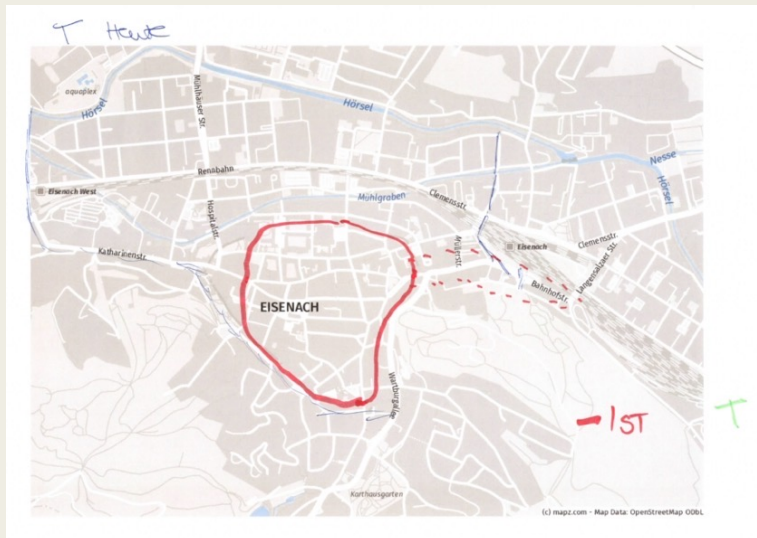 T Heute
aquaplex
Hörsel
Mühlhäuser Str.
Hörsel
Nesse
Hörsel
Rennbahn
Eisenach West
Mühlgraben
Clemensstr.
Hospitalstr.
Katharinenstr.
Müllerstr.
Eisenach
Clemensstr.
Langensalzaer Str.
Bahnhofstr.
EISENACH
Wartburgallee
IST
T
Karthausgarten
(c) mapz.com - Map Data: OpenStreetMap ODbL